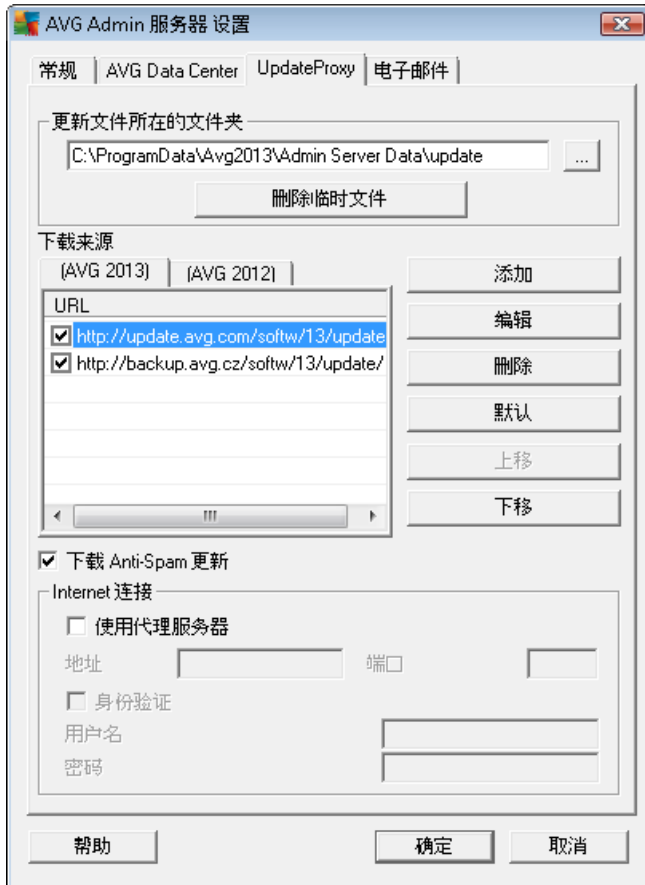 AVG Admin 服务器 设置
常规 AVG Data Center UpdateProxy 电子邮件
更新文件所在的文件夹
C:\ProgramData\Avg2013\Admin Server Data\update ...
删除临时文件
下载来源
(AVG 2013) (AVG 2012)
URL
http://update.avg.com/softw/13/update
http://backup.avg.cz/softw/13/update/
添加
编辑
删除
默认
上移
下移
下载 Anti-Spam 更新
Internet 连接
使用代理服务器
地址 端口
身份验证
用户名
密码
帮助 确定 取消